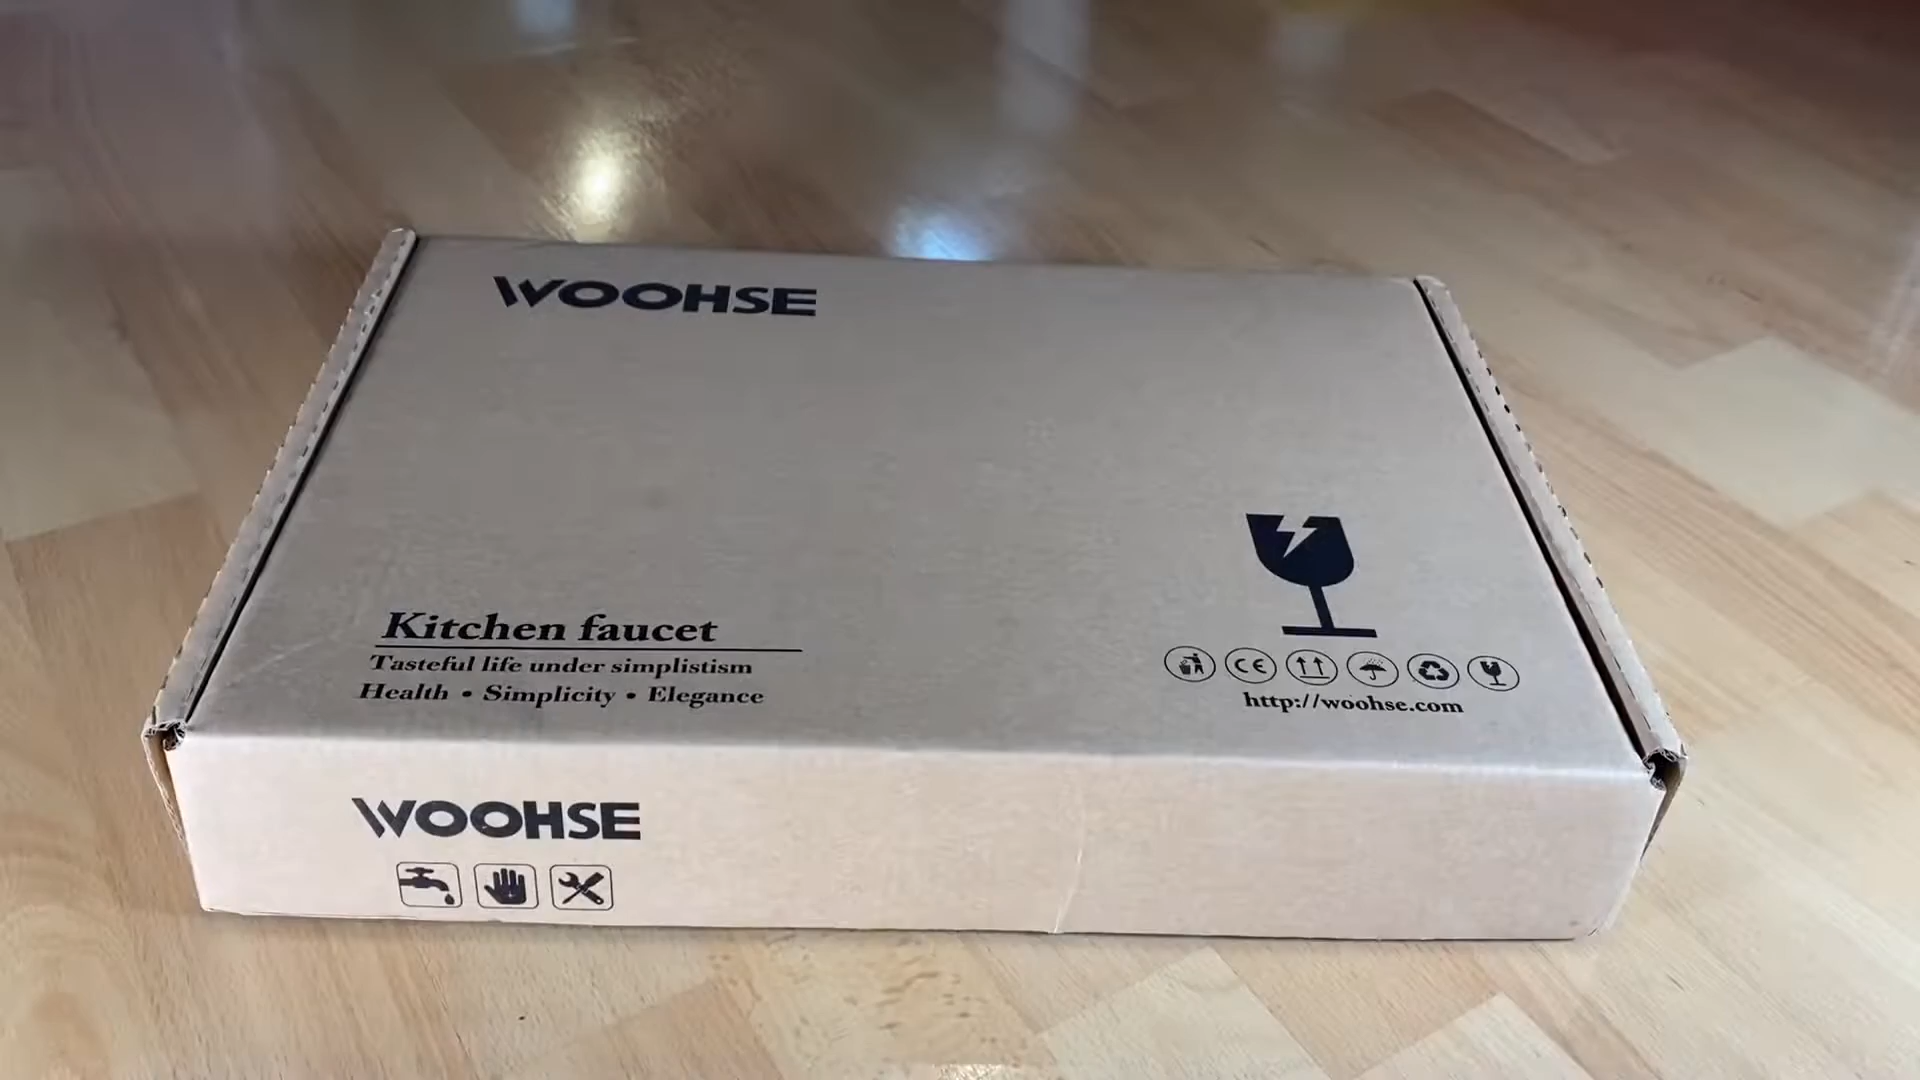 WOOHSE
Kitchen faucet
Tasteful life under simplistism
Health • Simplicity • Elegance
CE
http://woohse.com
WOOHSE